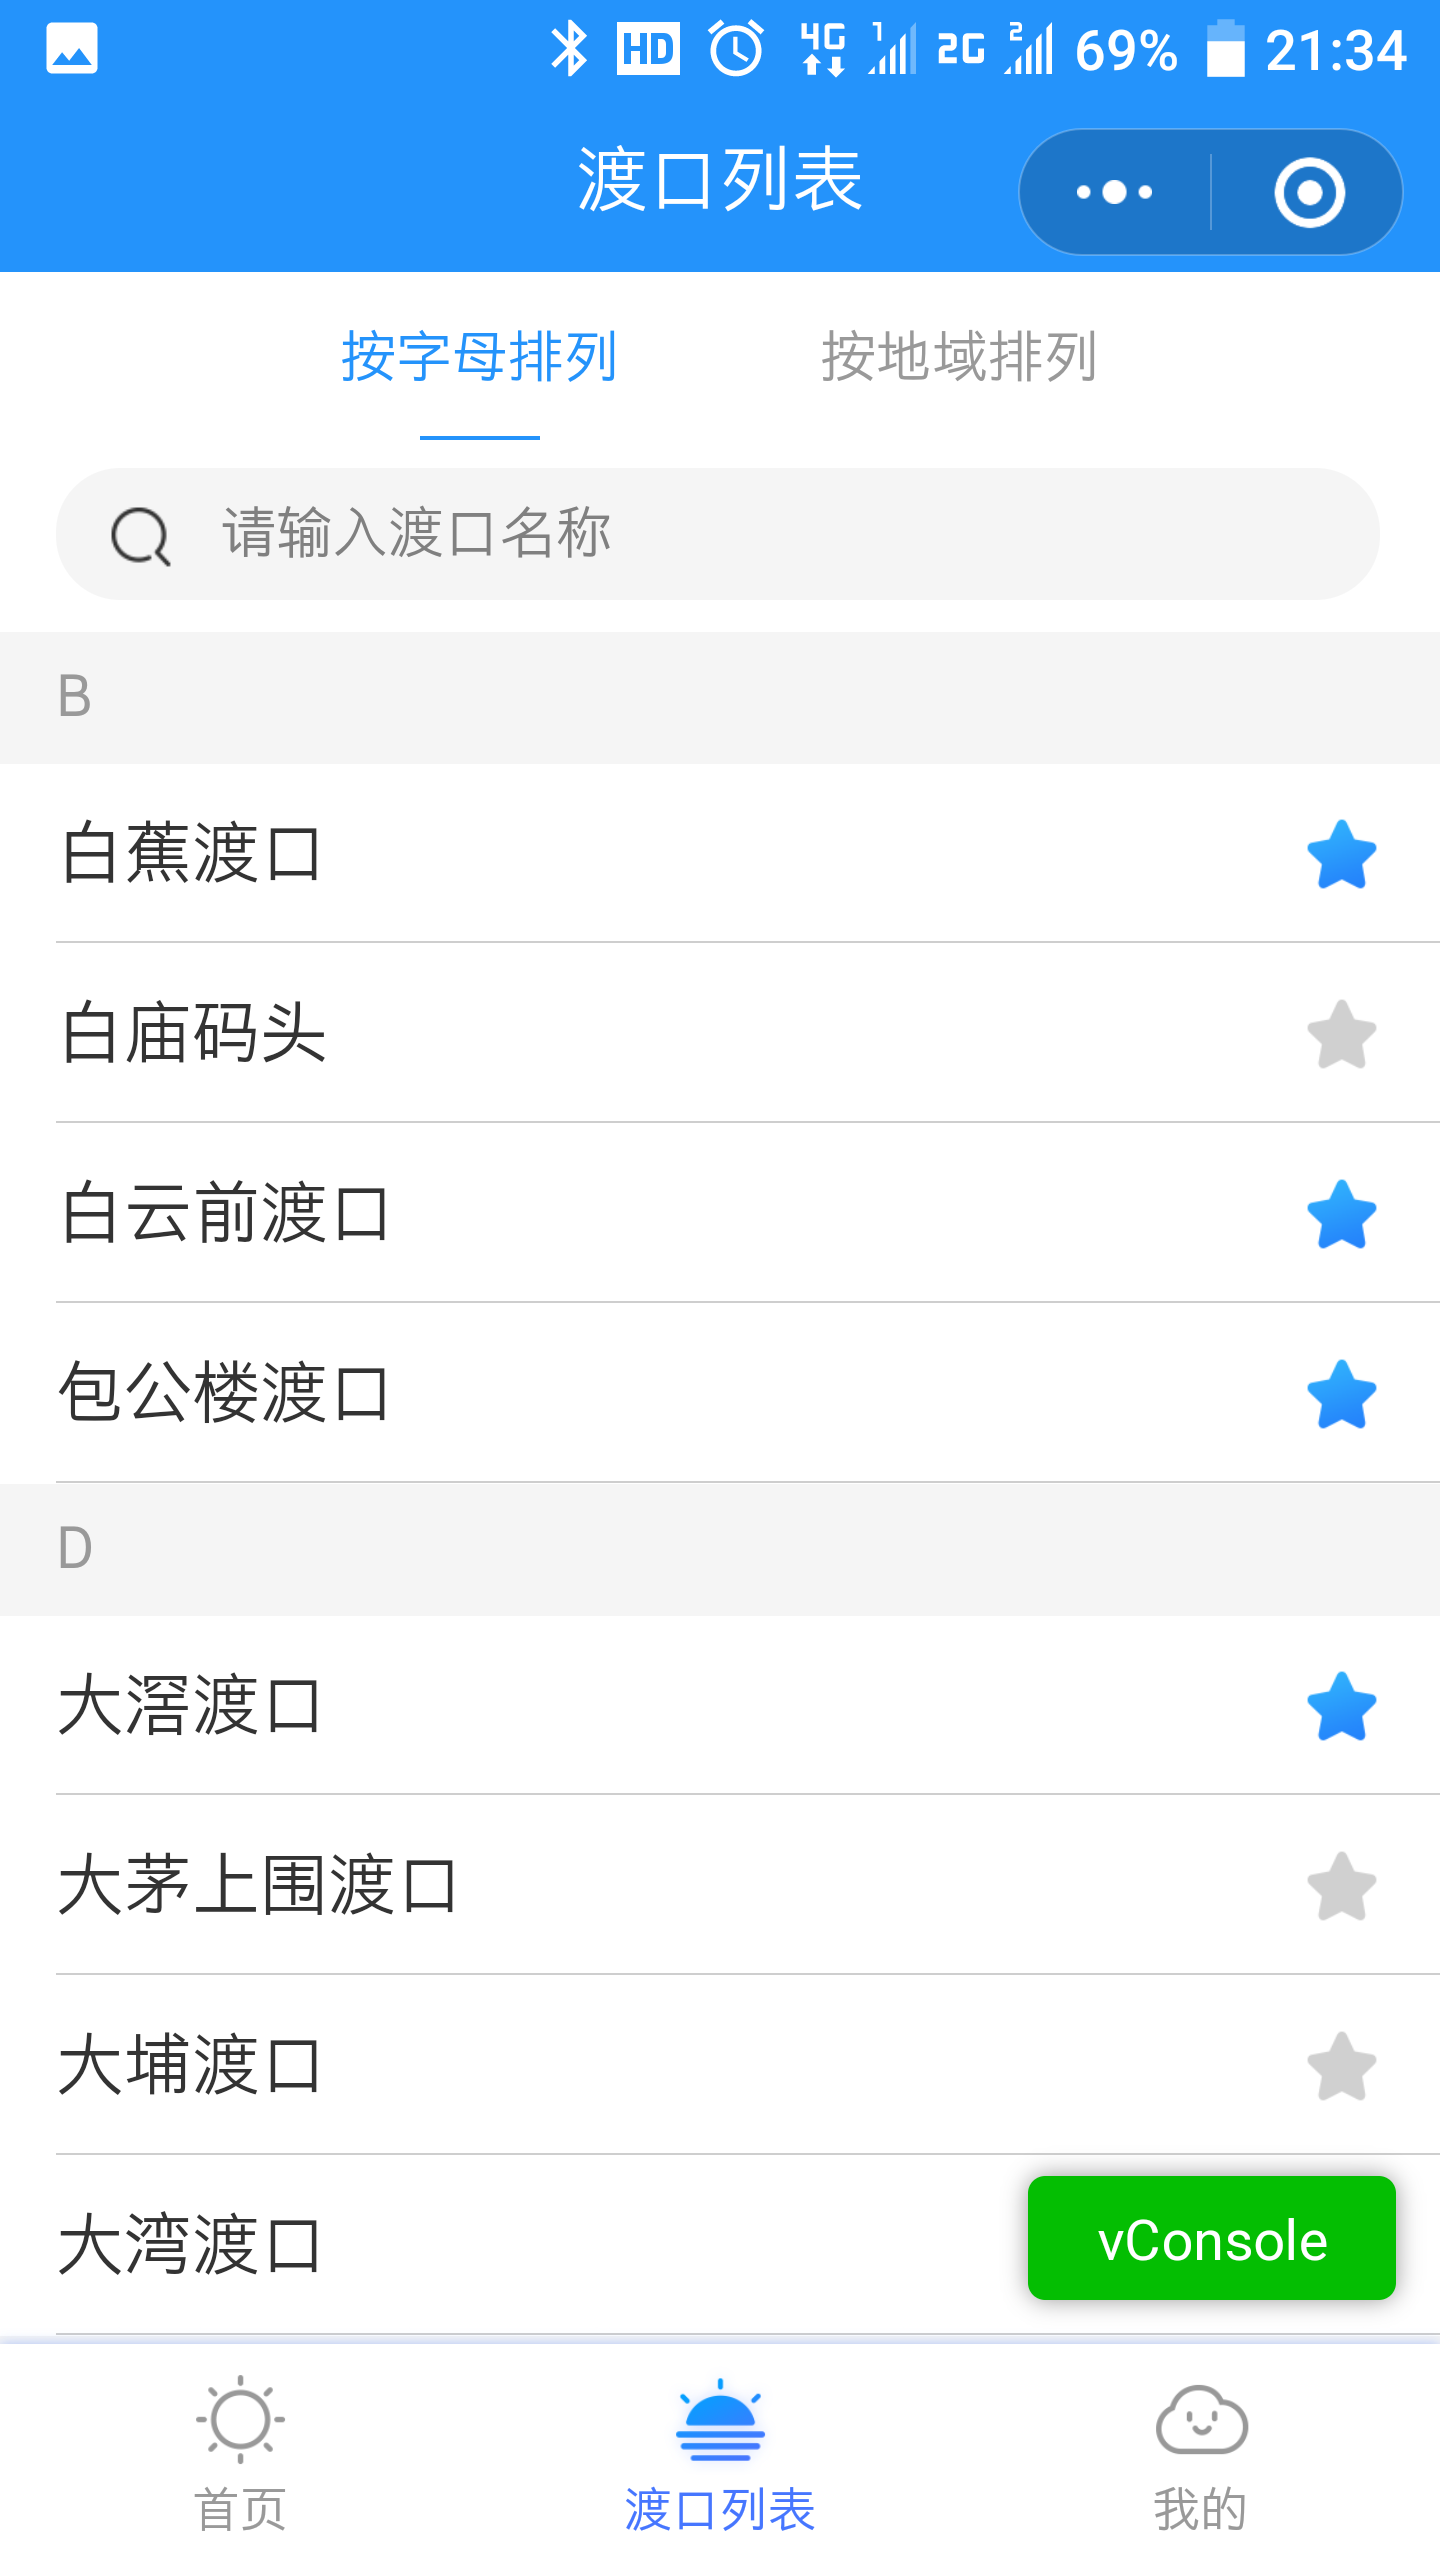 HD 4G 1 2G 2 69% 21:34
渡口列表
按字母排列 按地域排列
请输入渡口名称
B
白蕉渡口
白庙码头
白云前渡口
包公楼渡口
D
大滘渡口
大茅上围渡口
大埔渡口
大湾渡口
vConsole
首页 渡口列表 我的